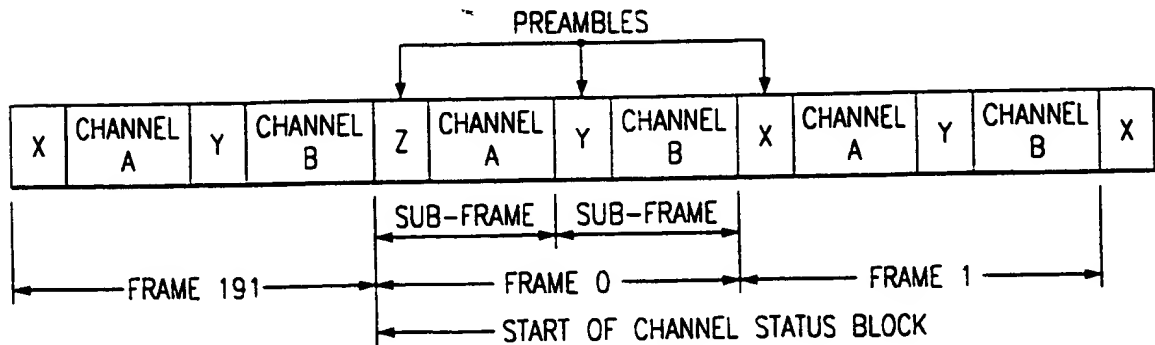 PREAMBLES
X CHANNEL A Y CHANNEL B Z CHANNEL A Y CHANNEL B X CHANNEL A Y CHANNEL B X
SUB-FRAME SUB-FRAME
FRAME 191 FRAME 0 FRAME 1
START OF CHANNEL STATUS BLOCK